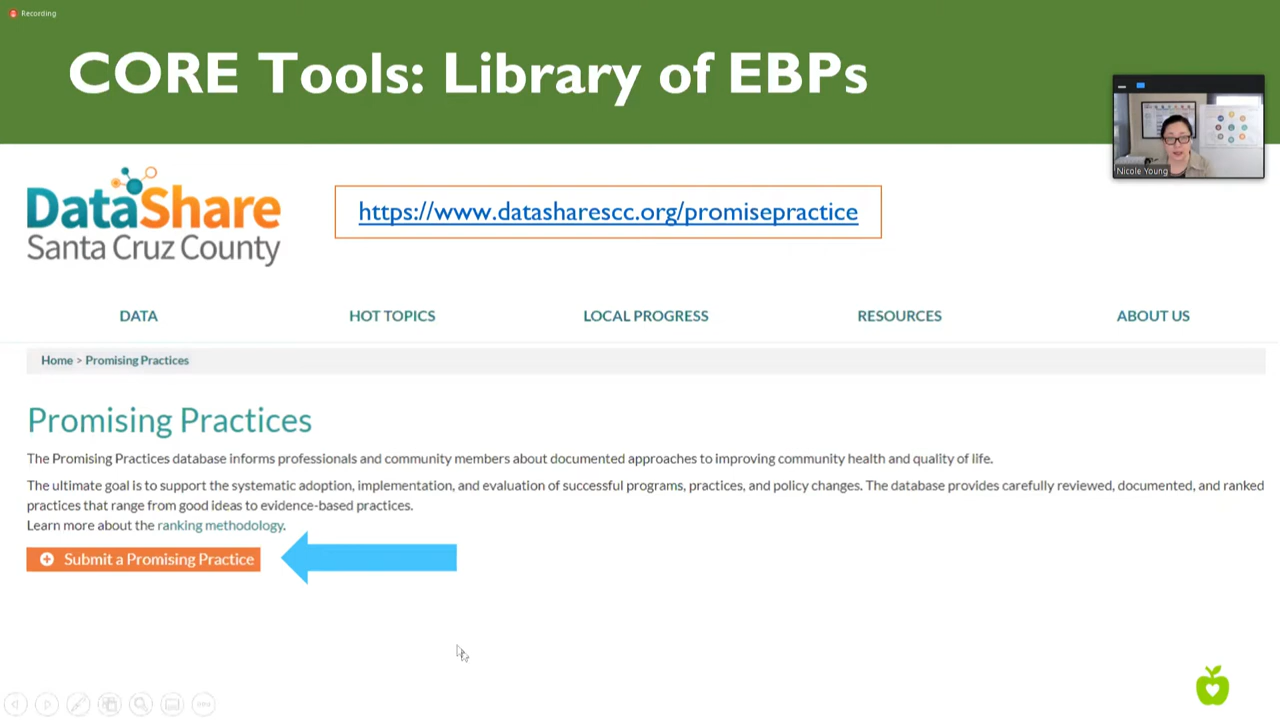 Recording
CORE Tools: Library of EBPs
Nicole Young
DataShare
Santa Cruz County
https://www.datasharescc.org/promisepractice
DATA
HOT TOPICS
LOCAL PROGRESS
RESOURCES
ABOUT US
Home > Promising Practices
Promising Practices
The Promising Practices database informs professionals and community members about documented approaches to improving community health and quality of life.
The ultimate goal is to support the systematic adoption, implementation, and evaluation of successful programs, practices, and policy changes. The database provides carefully reviewed, documented, and ranked
practices that range from good ideas to evidence-based practices.
Learn more about the ranking methodology.
Submit a Promising Practice